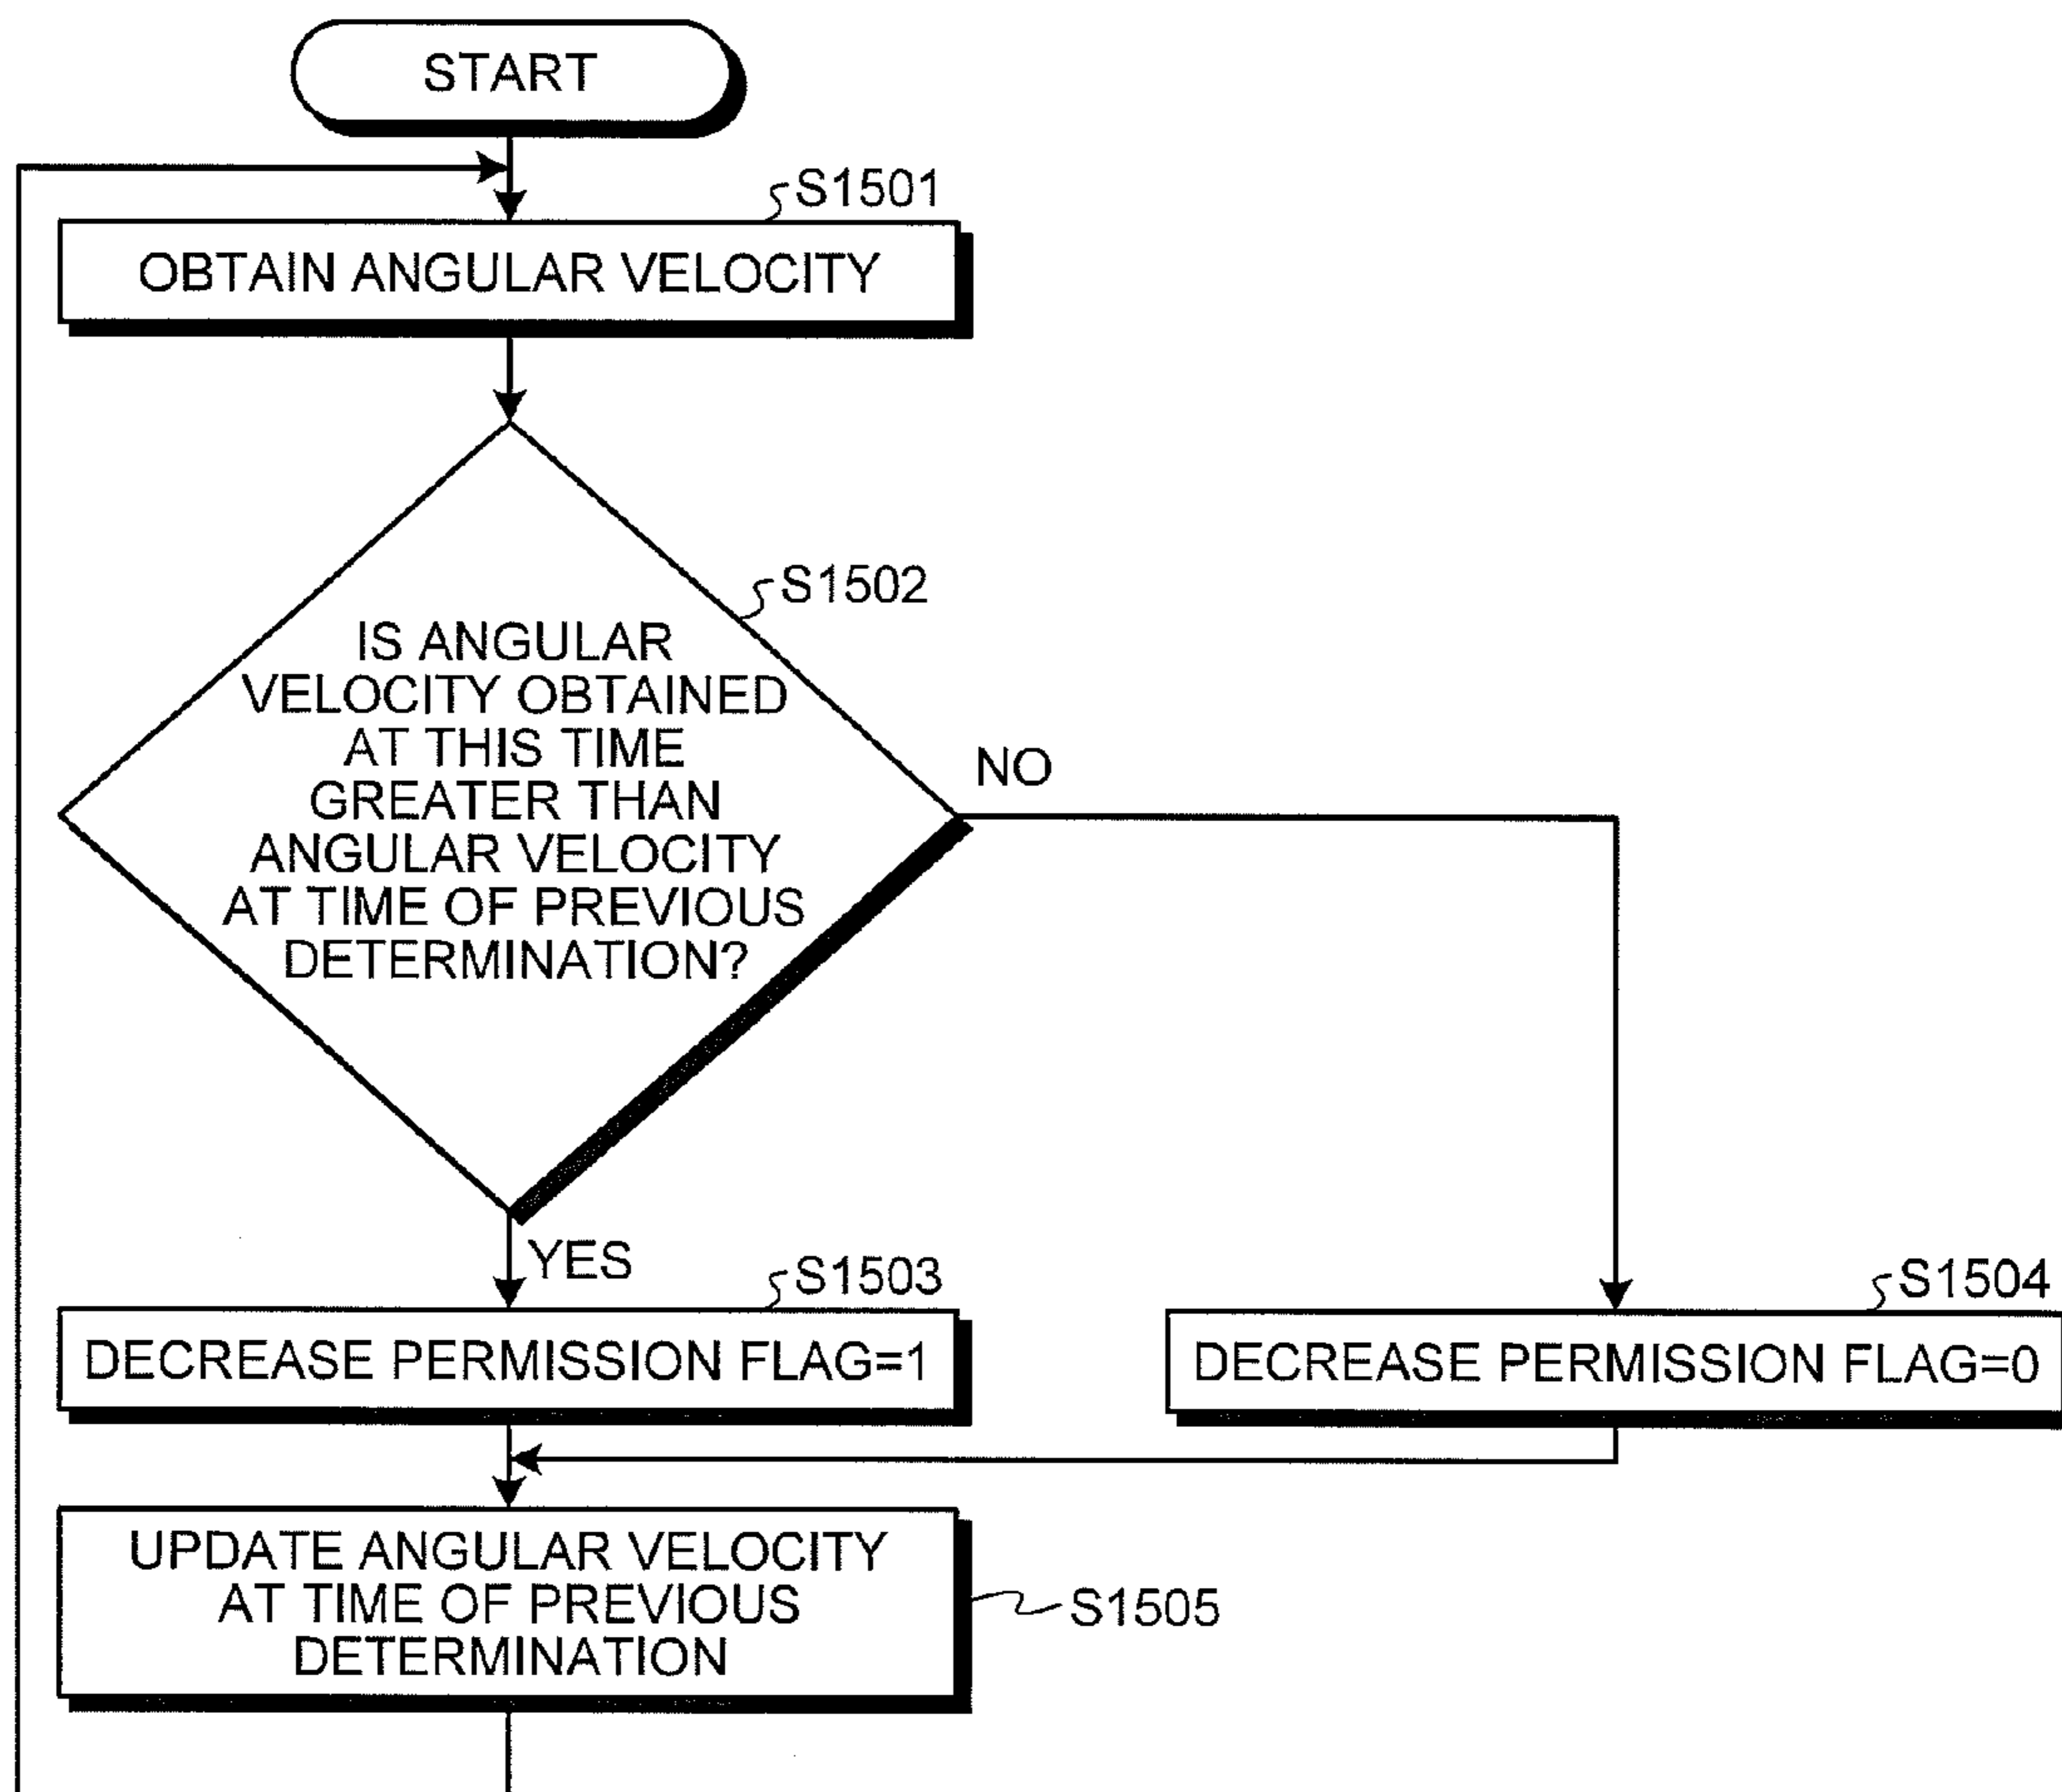 START
S1501
OBTAIN ANGULAR VELOCITY
S1502
IS ANGULAR
VELOCITY OBTAINED
AT THIS TIME
GREATER THAN
ANGULAR VELOCITY
AT TIME OF PREVIOUS
DETERMINATION?
NO
YES
S1503
DECREASE PERMISSION FLAG=1
S1504
DECREASE PERMISSION FLAG=0
UPDATE ANGULAR VELOCITY
AT TIME OF PREVIOUS
DETERMINATION
S1505